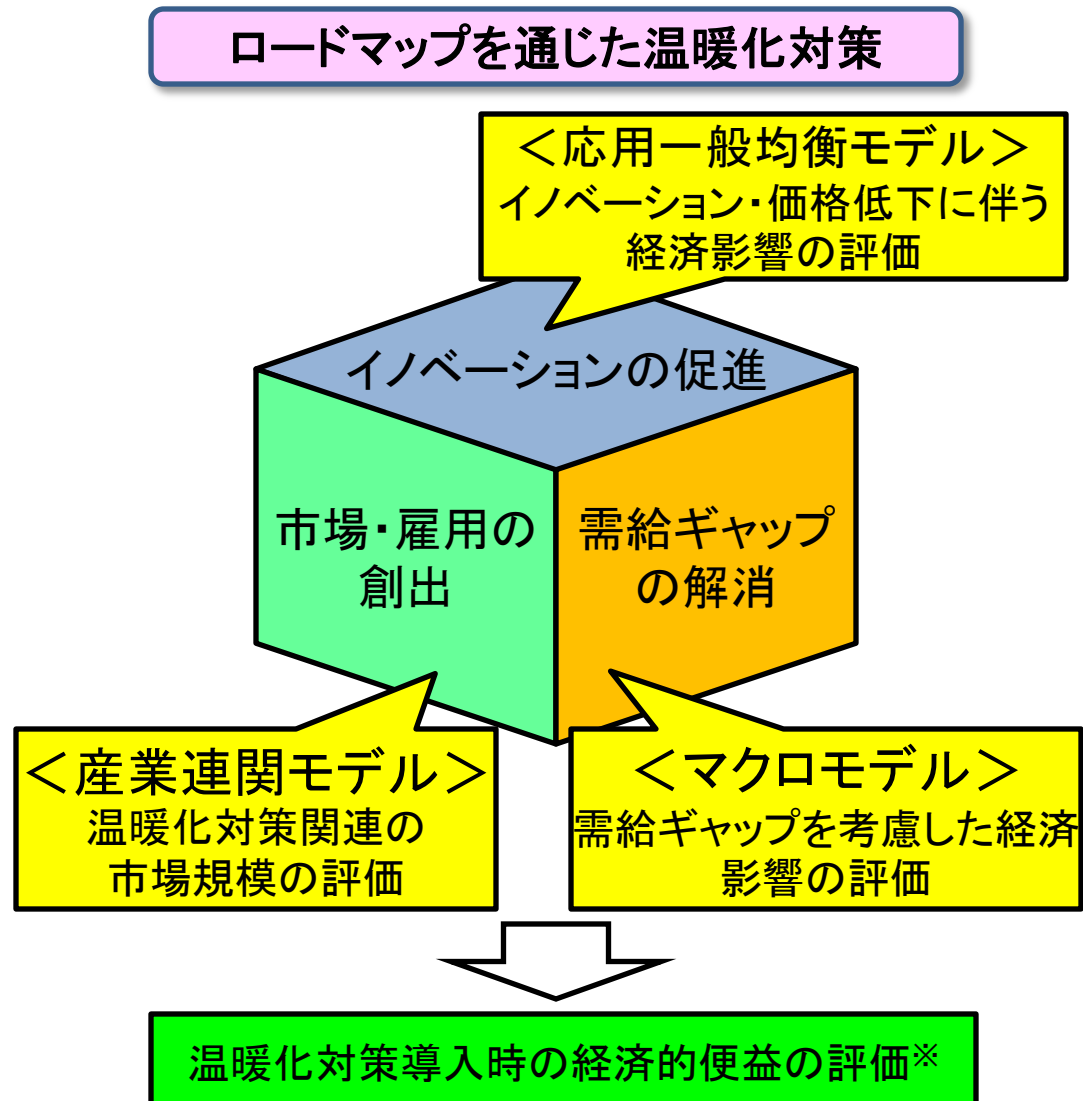 ロードマップを通じた温暖化対策
＜応用一般均衡モデル＞
イノベーション・価格低下に伴う
経済影響の評価
イノベーションの促進
市場・雇用の
創出
需給ギャップ
の解消
＜産業連関モデル＞
温暖化対策関連の
市場規模の評価
＜マクロモデル＞
需給ギャップを考慮した経済
影響の評価
温暖化対策導入時の経済的便益の評価※